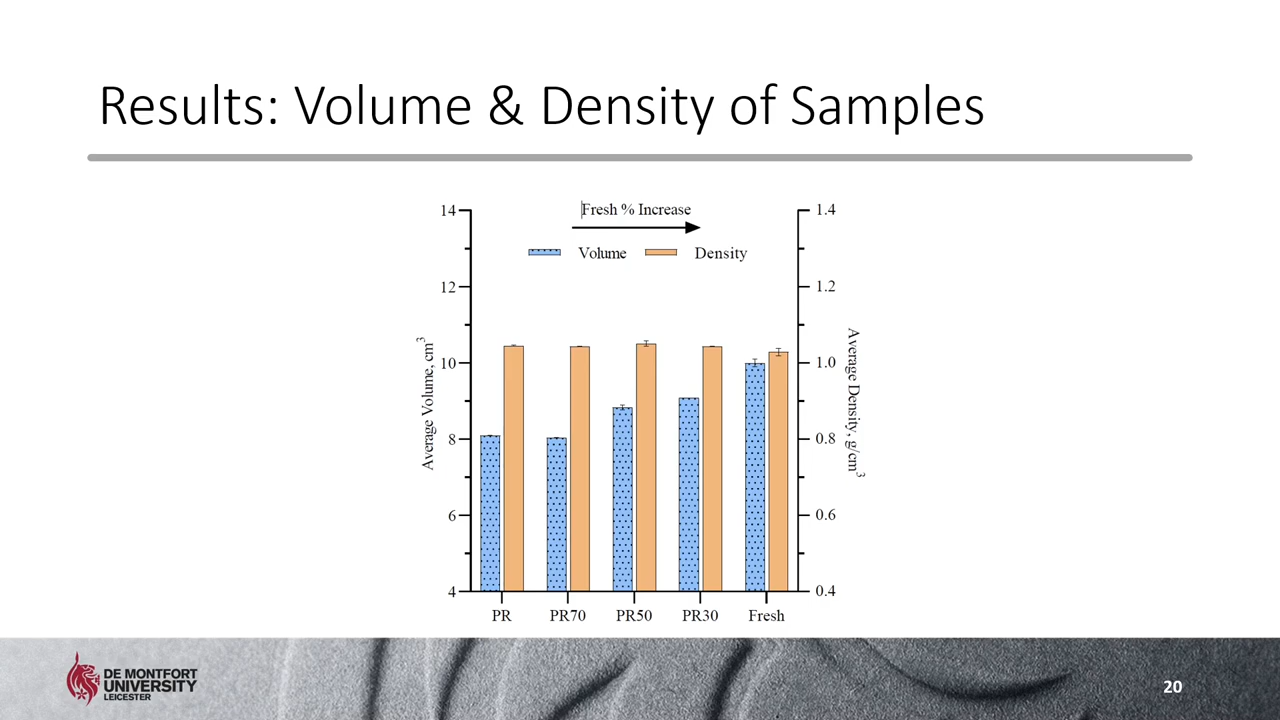 Results: Volume & Density of Samples
Fresh % Increase
Volume
Density
14
12
10
8
6
4
Average Volume, cm3
1.4
1.2
1.0
0.8
0.6
0.4
Average Density, g/cm3
PR
PR70
PR50
PR30
Fresh
DE MONTFORT
UNIVERSITY
LEICESTER
20